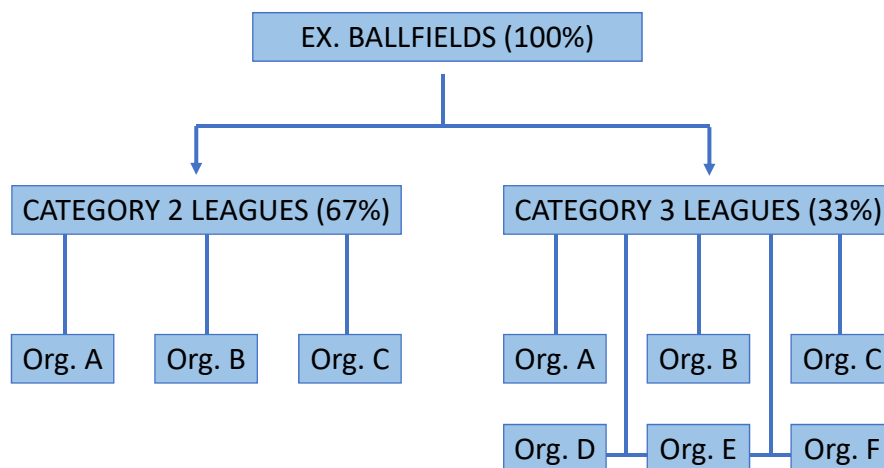 EX. BALLFIELDS (100%)
CATEGORY 2 LEAGUES (67%)
CATEGORY 3 LEAGUES (33%)
Org. A
Org. B
Org. C
Org. A
Org. B
Org. C
Org. D
Org. E
Org. F